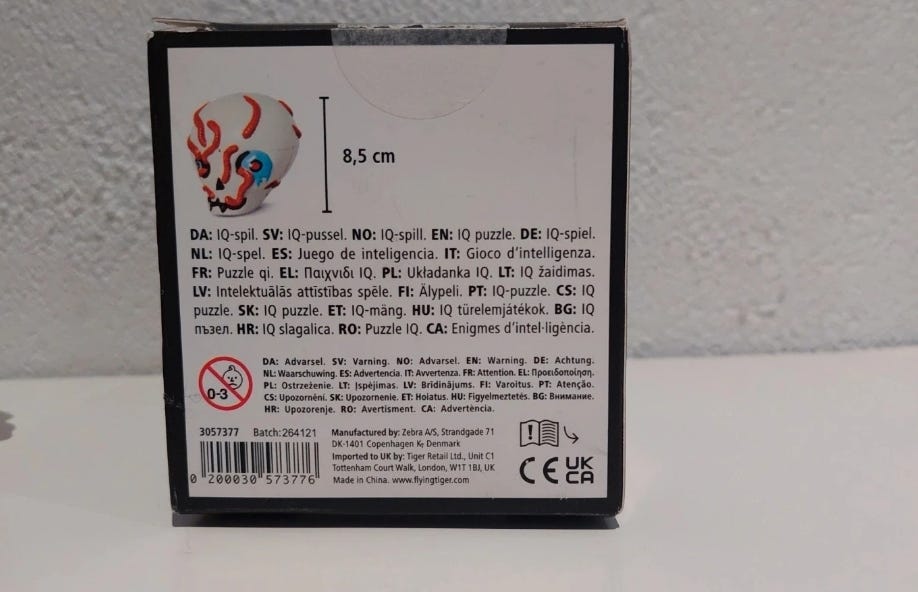 8,5 cm
DA: IQ-spil. SV: IQ-pussel. NO: IQ-spill. EN: IQ puzzle. DE: IQ-spiel.
NL: IQ-spel. ES: Juego de inteligencia. IT: Gioco d'intelligenza.
FR: Puzzle qi. EL: Παιχνιδι IQ. PL: Układanka IQ. LT: IQ žaidimas.
LV: Intelektuālās attīstības spēle. FI: Älypeli. PT: IQ-puzzle. CS: IQ
puzzle. SK: IQ puzzle. ET: IQ-mäng. HU: IQ türelemjátékok. BG: IQ
пъзел. HR: IQ slagalica. RO: Puzzle IQ. CA: Enigmes d'intel·ligència.
0-3
DA: Advarsel. SV: Varning. NO: Advarsel. EN: Warning. DE: Achtung.
NL: Waarschuwing. ES: Advertencia. IT: Avvertenza. FR: Attention. EL: Προειδοποίηση.
PL: Ostrzeżenie. LT: Įspėjimas. LV: Brīdinājums. FI: Varoitus. PT: Atenção.
CS: Upozornění. SK: Upozornenie. ET: Hoiatus. HU: Figyelmeztetés. BG: Внимание.
HR: Upozorenje. RO: Avertisment. CA: Advertència.
3057377 Batch:264121
0 200030 573776
Manufactured by: Zebra A/S, Strandgade 71
DK-1401 Copenhagen K, Denmark
Imported to UK by: Tiger Retail Ltd., Unit C1
Tottenham Court Walk, London, W1T 1BJ, UK
Made in China. www.flyingtiger.com
CE UK
CA